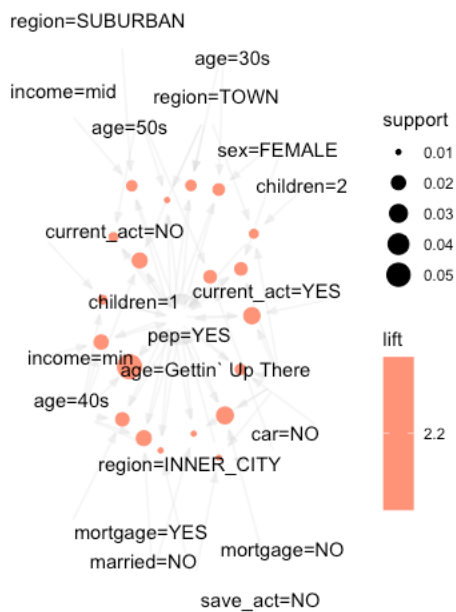 region=SUBURBAN
age=30s
income=mid
region=TOWN
age=50s
sex=FEMALE
children=2
current_act=NO
children=1
current_act=YES
pep=YES
income=min
age=Gettin` Up There
age=40s
car=NO
region=INNER_CITY
mortgage=YES
mortgage=NO
married=NO
save_act=NO
support
0.01
0.02
0.03
0.04
0.05
lift
2.2